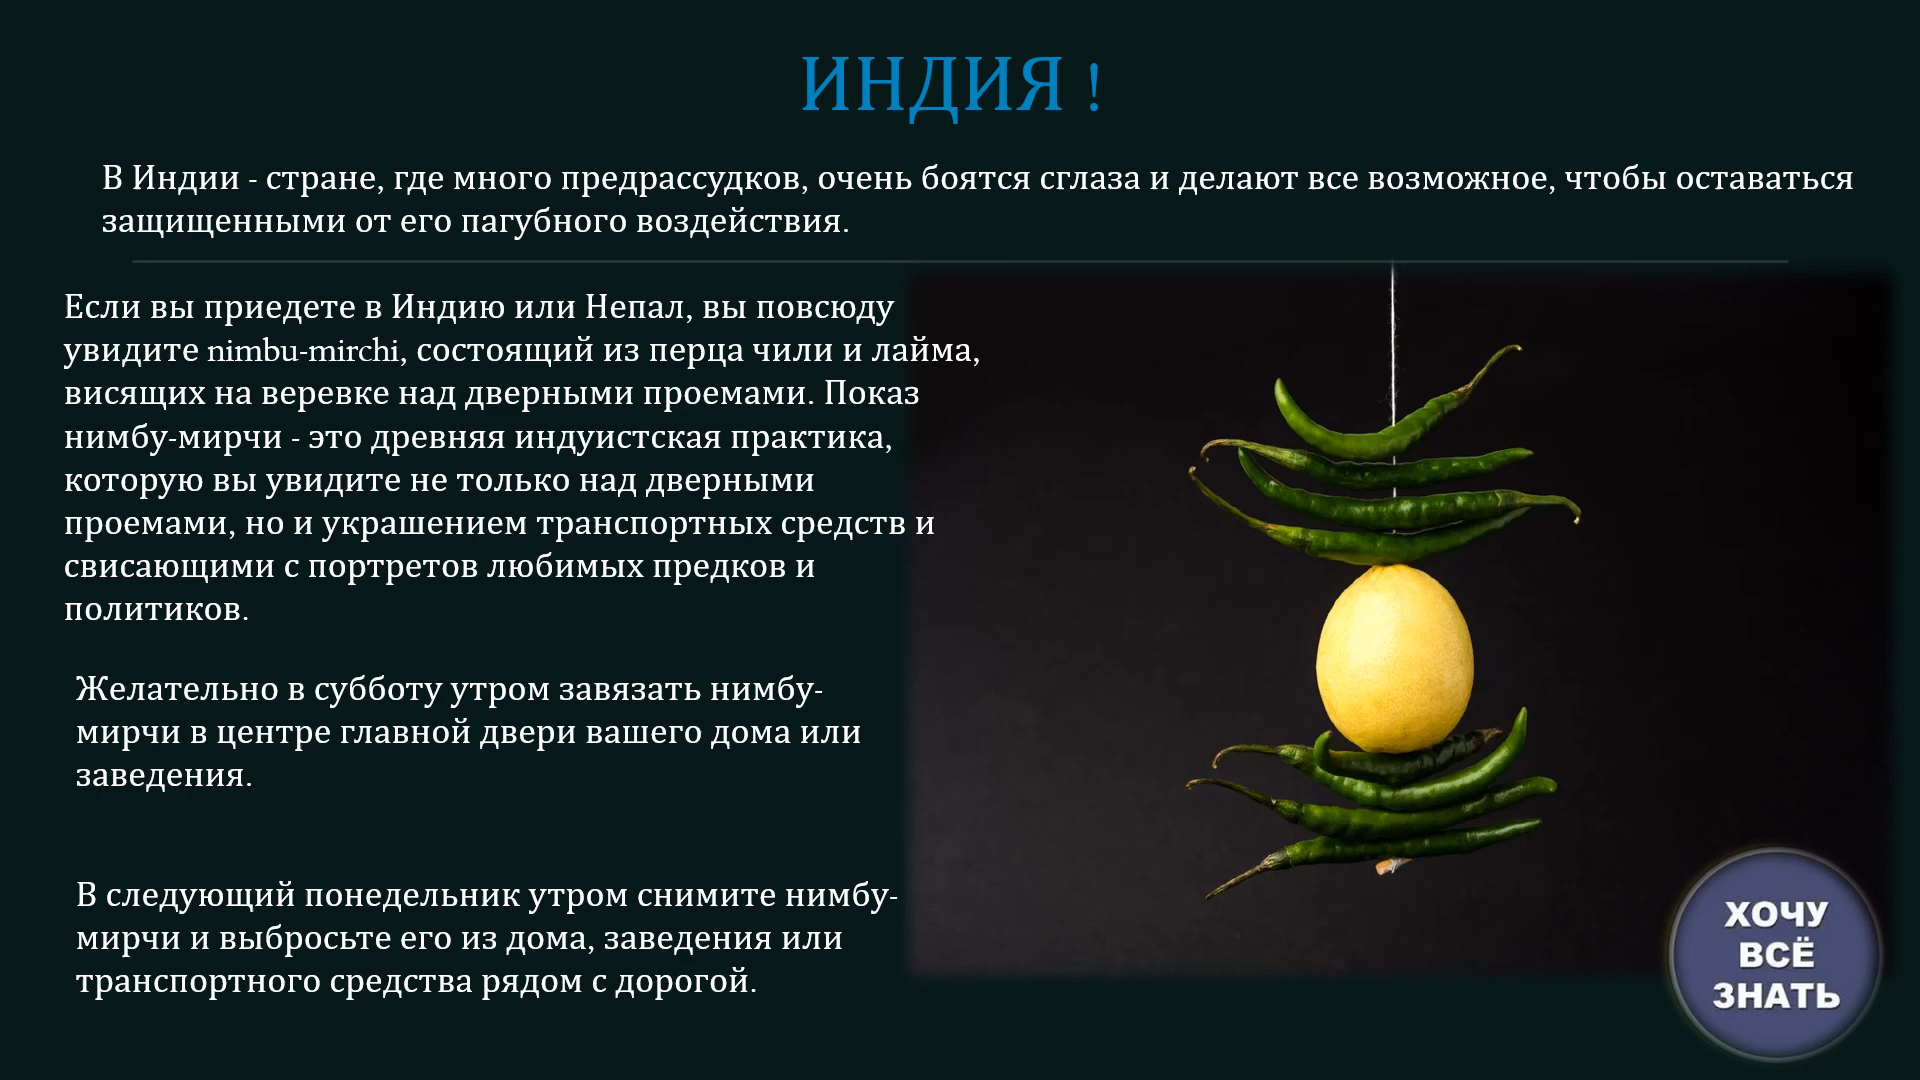 ИНДИЯ !
В Индии - стране, где много предрассудков, очень боятся сглаза и делают все возможное, чтобы оставаться
защищенными от его пагубного воздействия.
Если вы приедете в Индию или Непал, вы повсюду
увидите nimbu-mirchi, состоящий из перца чили и лайма,
висящих на веревке над дверными проемами. Показ
нимбу-мирчи - это древняя индуистская практика,
которую вы увидите не только над дверными
проемами, но и украшением транспортных средств и
свисающими с портретов любимых предков и
политиков.
Желательно в субботу утром завязать нимбу-
мирчи в центре главной двери вашего дома или
заведения.
В следующий понедельник утром снимите нимбу-
мирчи и выбросьте его из дома, заведения или
транспортного средства рядом с дорогой.
ХОЧУ
ВСЁ
ЗНАТЬ